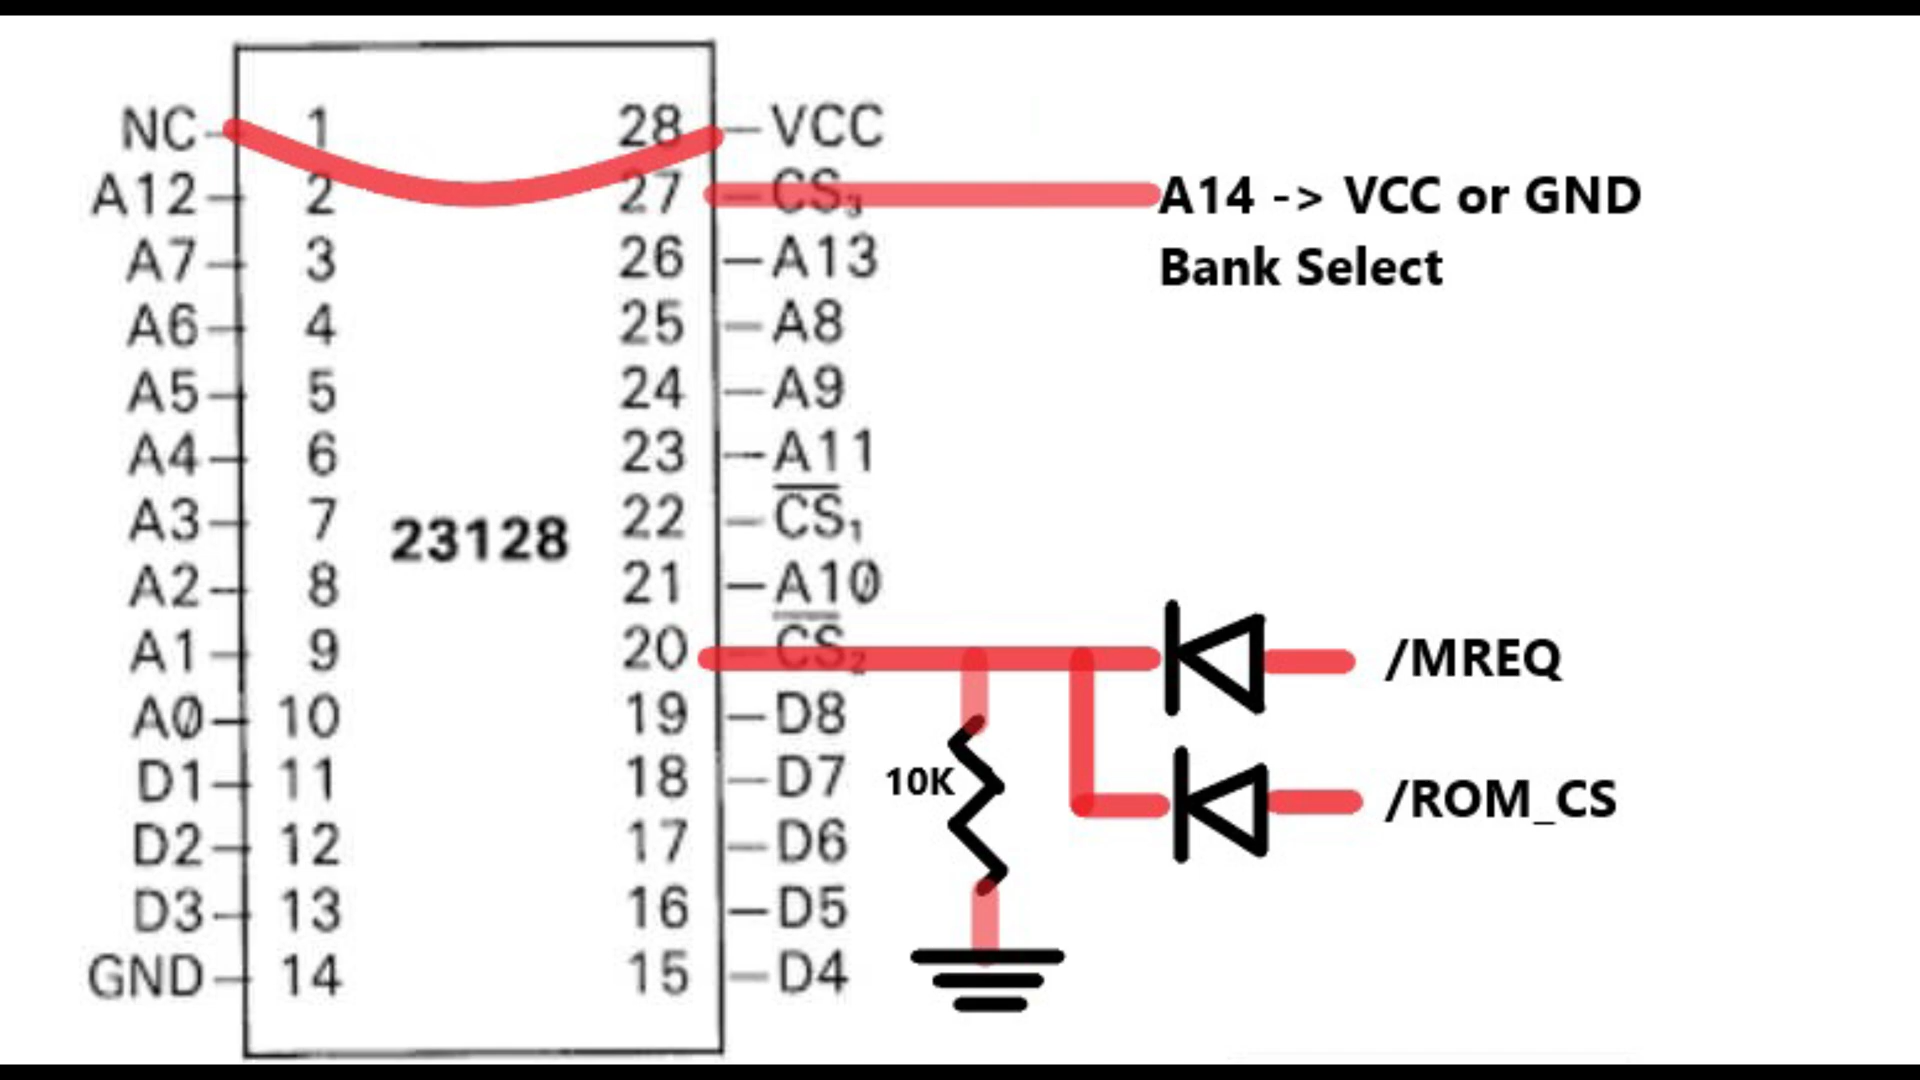 NC 1 28 VCC
A12 2 27 CS₃ A14 -> VCC or GND
A7 3 26 A13 Bank Select
A6 4 25 A8
A5 5 24 A9
A4 6 23 A11
A3 7 23128 22 C̅S̅₁
A2 8 21 A10
A1 9 20 C̅S̅₂ /MREQ
A0 10 19 D8
D1 11 18 D7 10K /ROM_CS
D2 12 17 D6
D3 13 16 D5
GND 14 15 D4